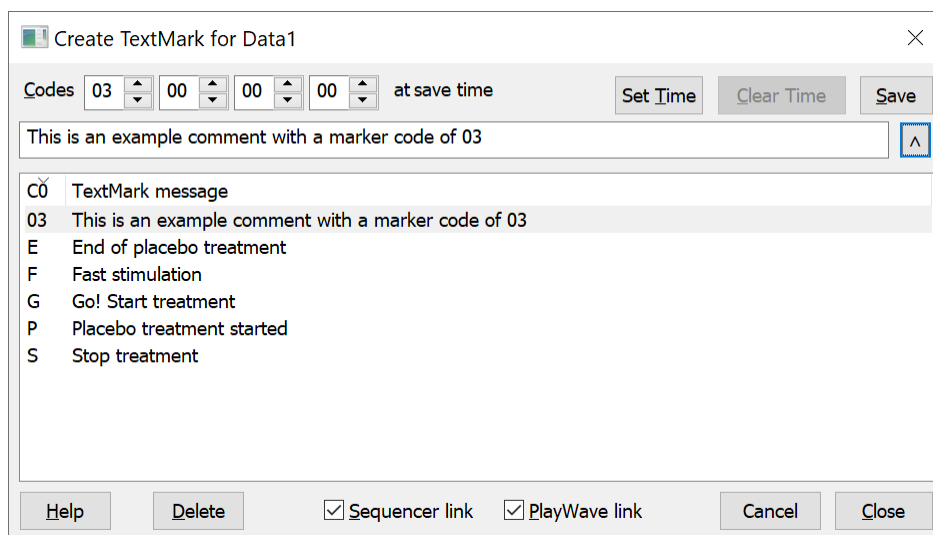 Create TextMark for Data1
Codes 03 00 00 00 at save time Set Time Clear Time Save
This is an example comment with a marker code of 03
C0 TextMark message
03 This is an example comment with a marker code of 03
E End of placebo treatment
F Fast stimulation
G Go! Start treatment
P Placebo treatment started
S Stop treatment
Help Delete Sequencer link PlayWave link Cancel Close